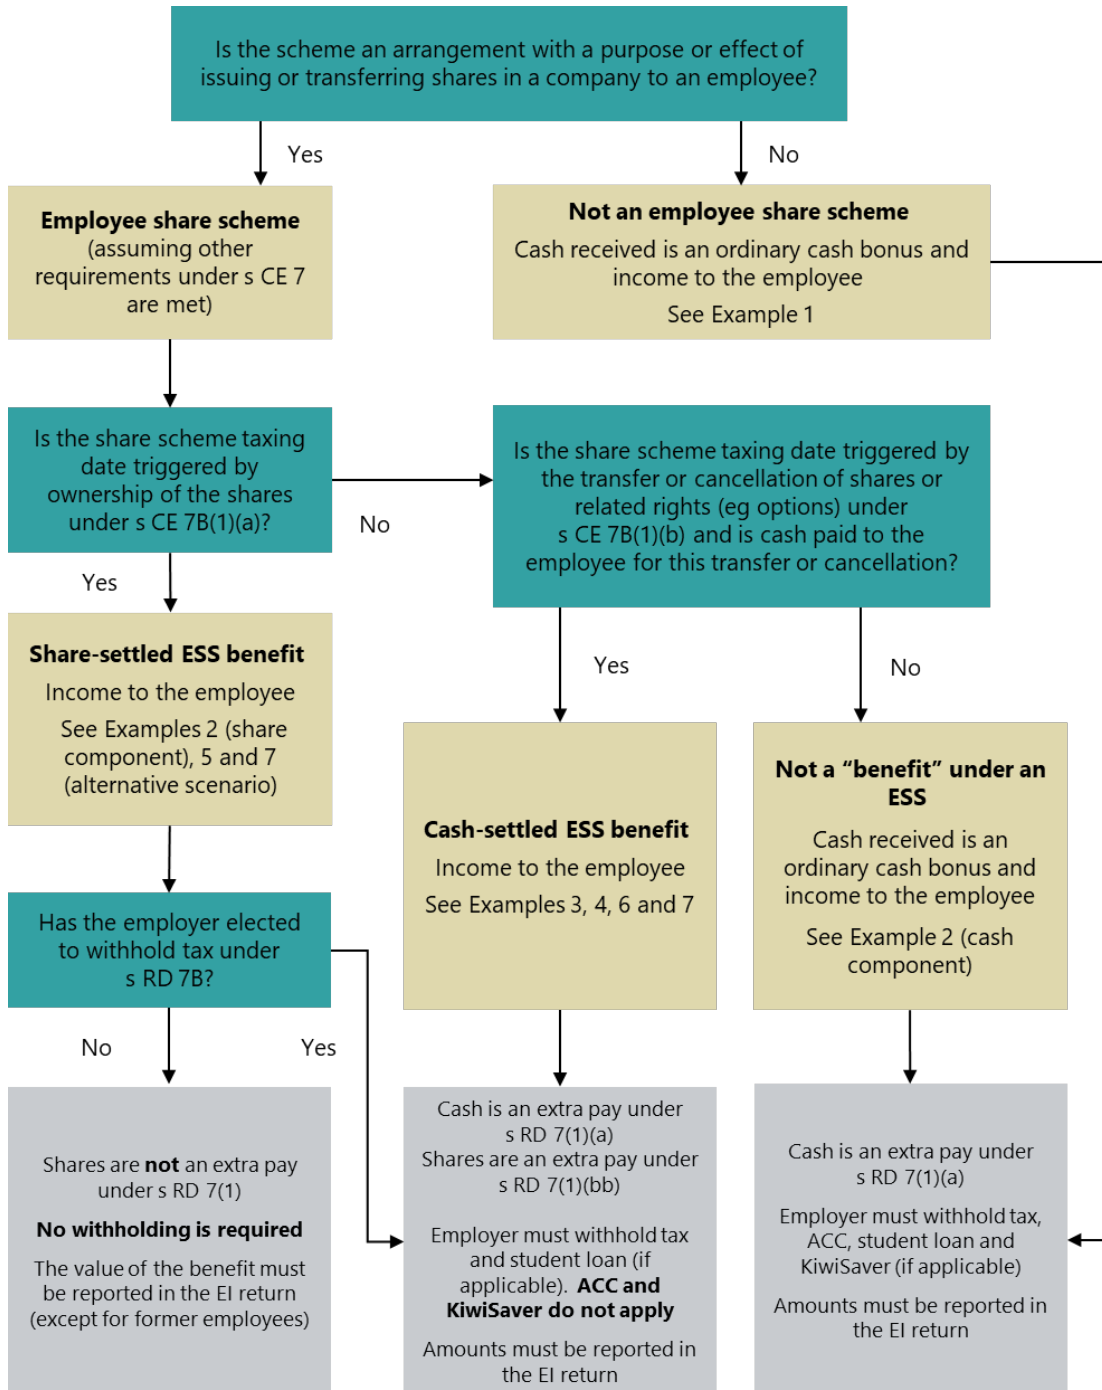 Is the scheme an arrangement with a purpose or effect of
issuing or transferring shares in a company to an employee?
Yes
No
Employee share scheme
(assuming other
requirements under s CE 7
are met)
Not an employee share scheme
Cash received is an ordinary cash bonus and
income to the employee
See Example 1
Is the share scheme taxing
date triggered by
ownership of the shares
under s CE 7B(1)(a)?
No
Is the share scheme taxing date triggered by
the transfer or cancellation of shares or
related rights (eg options) under
s CE 7B(1)(b) and is cash paid to the
employee for this transfer or cancellation?
Yes
Yes
No
Share-settled ESS benefit
Income to the employee
See Examples 2 (share
component), 5 and 7
(alternative scenario)
Cash-settled ESS benefit
Income to the employee
See Examples 3, 4, 6 and 7
Not a “benefit” under an
ESS
Cash received is an
ordinary cash bonus and
income to the employee
See Example 2 (cash
component)
Has the employer elected
to withhold tax under
s RD 7B?
No
Yes
Shares are not an extra pay
under s RD 7(1)
No withholding is required
The value of the benefit must
be reported in the EI return
(except for former employees)
Cash is an extra pay under
s RD 7(1)(a)
Shares are an extra pay under
s RD 7(1)(bb)
Employer must withhold tax
and student loan (if
applicable). ACC and
KiwiSaver do not apply
Amounts must be reported in
the EI return
Cash is an extra pay under
s RD 7(1)(a)
Employer must withhold tax,
ACC, student loan and
KiwiSaver (if applicable)
Amounts must be reported in
the EI return